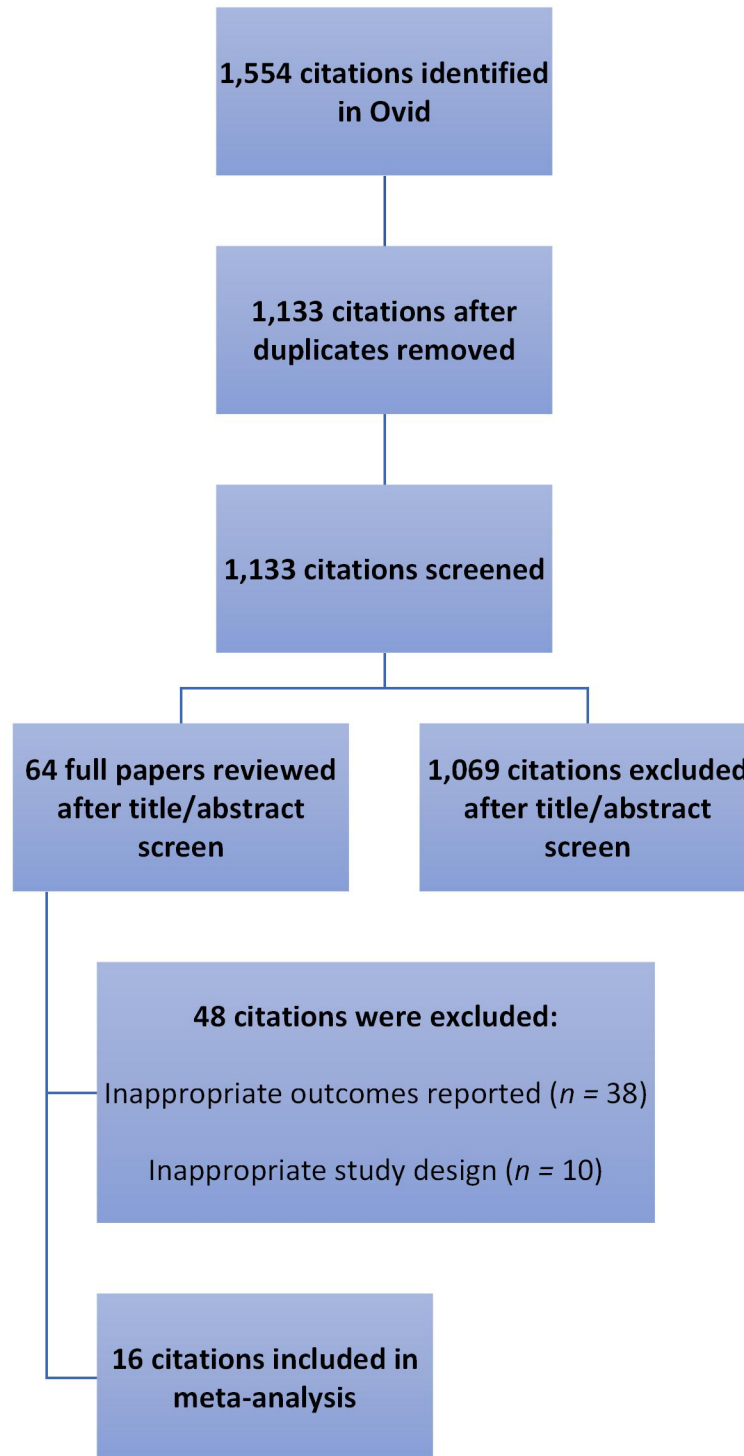 1,554 citations identified
in Ovid
1,133 citations after
duplicates removed
1,133 citations screened
64 full papers reviewed
after title/abstract
screen
1,069 citations excluded
after title/abstract
screen
48 citations were excluded:
Inappropriate outcomes reported (n = 38)
Inappropriate study design (n = 10)
16 citations included in
meta-analysis